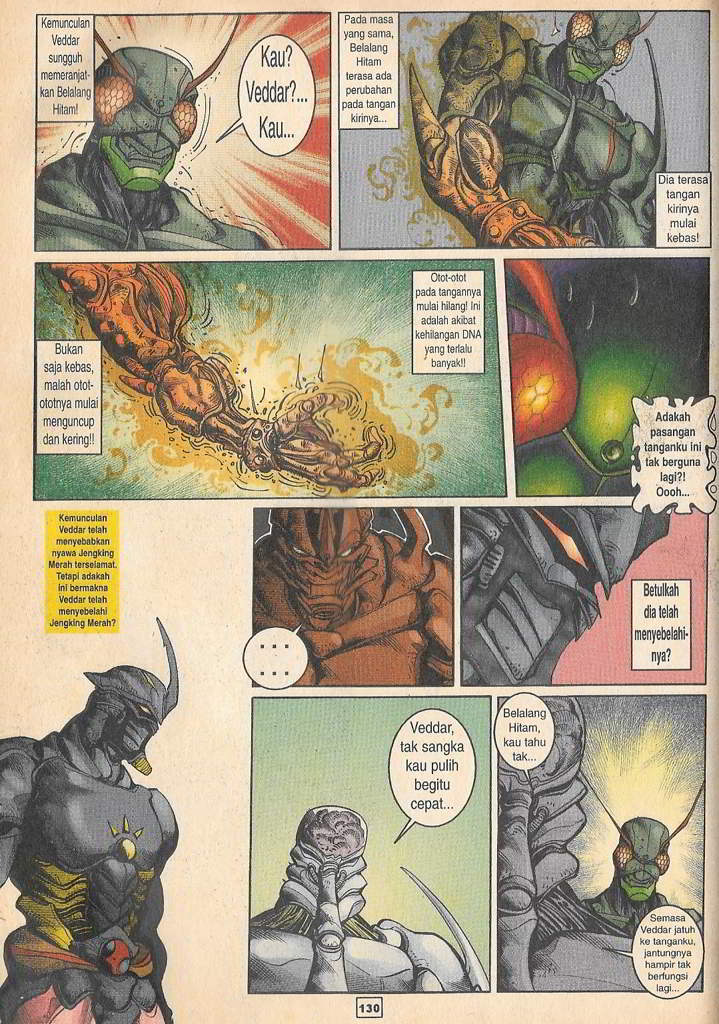 Kemunculan
Veddar
sungguh
memeranjat-
kan Belalang
Hitam!
Kau?
Veddar?...
Kau...
Pada masa
yang sama,
Belalang
Hitam
terasa ada
perubahan
pada tangan
kirinya...
Dia terasa
tangan
kirinya
mulai
kebas!
Bukan
saja kebas,
malah otot-
ototnya mulai
menguncup
dan kering!!
Otot-otot
pada tangannya
mulai hilang! Ini
adalah akibat
kehilangan DNA
yang terlalu
banyak!!
Adakah
pasangan
tanganku ini
tak berguna
lagi?!
Oooh...
Kemunculan
Veddar telah
menyebabkan
nyawa Jengking
Merah terselamat.
Tetapi adakah
ini bermakna
Veddar telah
menyebelahi
Jengking Merah?
...
...
Betulkah
dia telah
menyebelahi-
nya?
Veddar,
tak sangka
kau pulih
begitu
cepat...
Belalang
Hitam,
kau tahu
tak...
Semasa
Veddar jatuh
ke tanganku,
jantungnya
hampir tak
berfungsi
lagi...
130